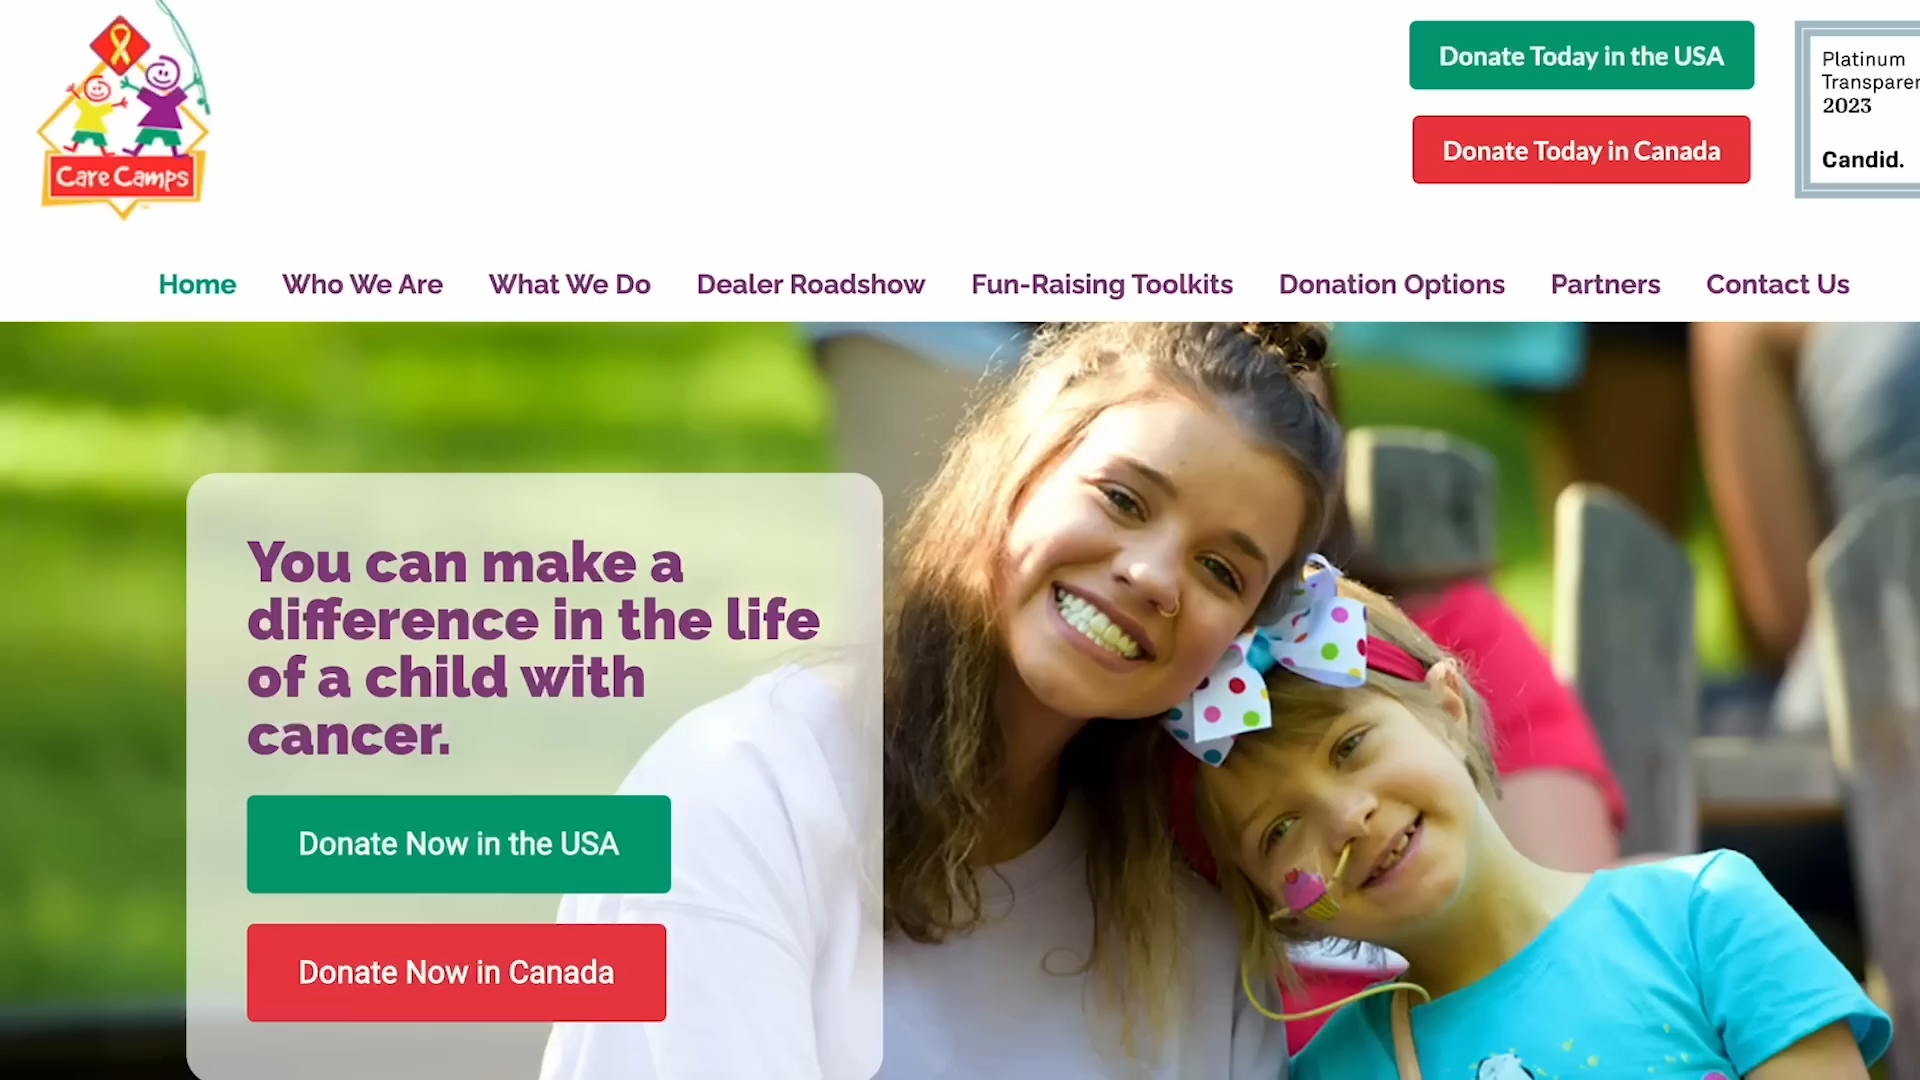 Care Camps
Donate Today in the USA
Donate Today in Canada
Platinum
2023
Candid.
Home Who We Are What We Do Dealer Roadshow Fun-Raising Toolkits Donation Options Partners Contact Us
You can make a
difference in the life
of a child with
cancer.
Donate Now in the USA
Donate Now in Canada